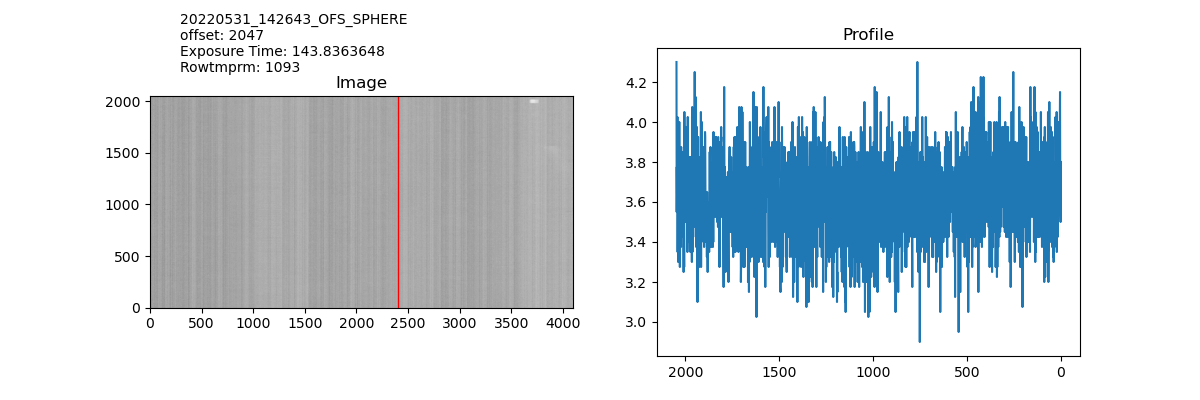 20220531_142643_OFS_SPHERE
offset: 2047
Exposure Time: 143.8363648
Rowtmprm: 1093
Image
2000
1500
1000
500
0
0 500 1000 1500 2000 2500 3000 3500 4000
Profile
4.2
4.0
3.8
3.6
3.4
3.2
3.0
2000 1500 1000 500 0